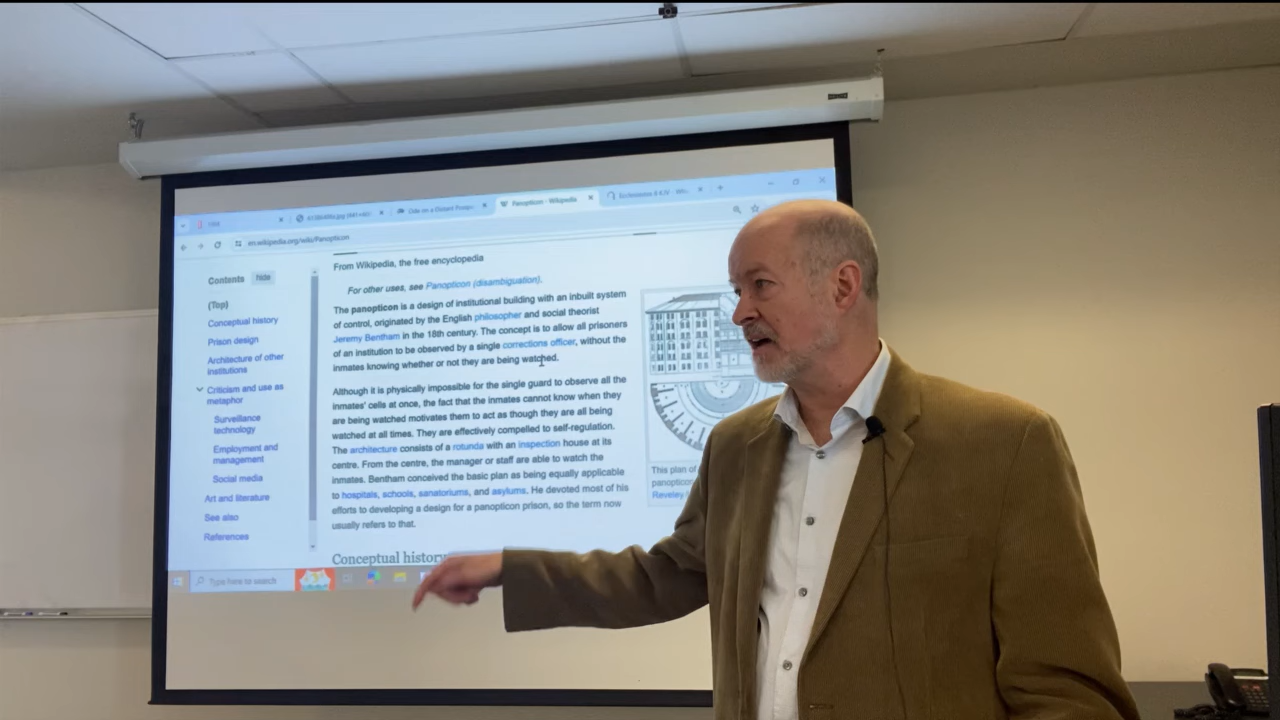 Panopticon - Wikipedia
en.wikipedia.org/wiki/Panopticon
From Wikipedia, the free encyclopedia
For other uses, see Panopticon (disambiguation).
Contents hide
(Top)
Conceptual history
Prison design
Architecture of other
institutions
Criticism and use as
metaphor
Surveillance
technology
Employment and
management
Social media
Art and literature
See also
References
The panopticon is a design of institutional building with an inbuilt system
of control, originated by the English philosopher and social theorist
Jeremy Bentham in the 18th century. The concept is to allow all prisoners
of an institution to be observed by a single corrections officer, without the
inmates knowing whether or not they are being watched.
Although it is physically impossible for the single guard to observe all the
inmates' cells at once, the fact that the inmates cannot know when they
are being watched motivates them to act as though they are all being
watched at all times. They are effectively compelled to self-regulation.
The architecture consists of a rotunda with an inspection house at its
centre. From the centre, the manager or staff are able to watch the
inmates. Bentham conceived the basic plan as being equally applicable
to hospitals, schools, sanatoriums, and asylums. He devoted most of his
efforts to developing a design for a panopticon prison, so the term now
usually refers to that.
This plan of
panopticon
Reveley
Conceptual history
Type here to search